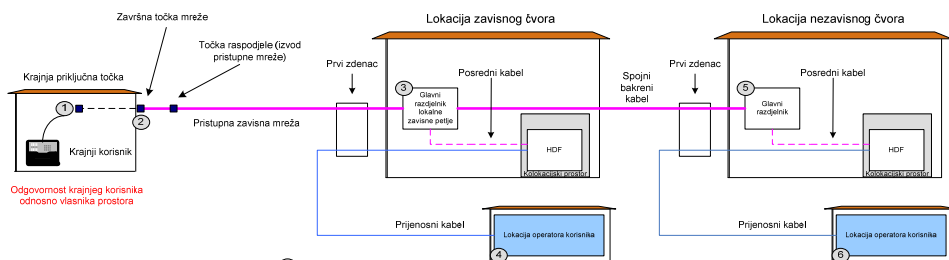 Završna točka mreže
Lokacija zavisnog čvora
Lokacija nezavisnog čvora
Točka raspodjele (izvod
pristupne mreže)
Krajnja priključna točka
Prvi zdenac
Posredni kabel
Spojni
bakreni
kabel
Prvi zdenac
Posredni kabel
1
2
3
Glavni
razdjelnik
lokalne
zavisne petlje
5
Glavni
razdjelnik
Pristupna zavisna mreža
Krajnji korisnik
HDF
Kolokacijski prostor
HDF
Kolokacijski prostor
Odgovornost krajnjeg korisnika
odnosno vlasnika prostora
Prijenosni kabel
Lokacija operatora korisnika
4
Prijenosni kabel
Lokacija operatora korisnika
6